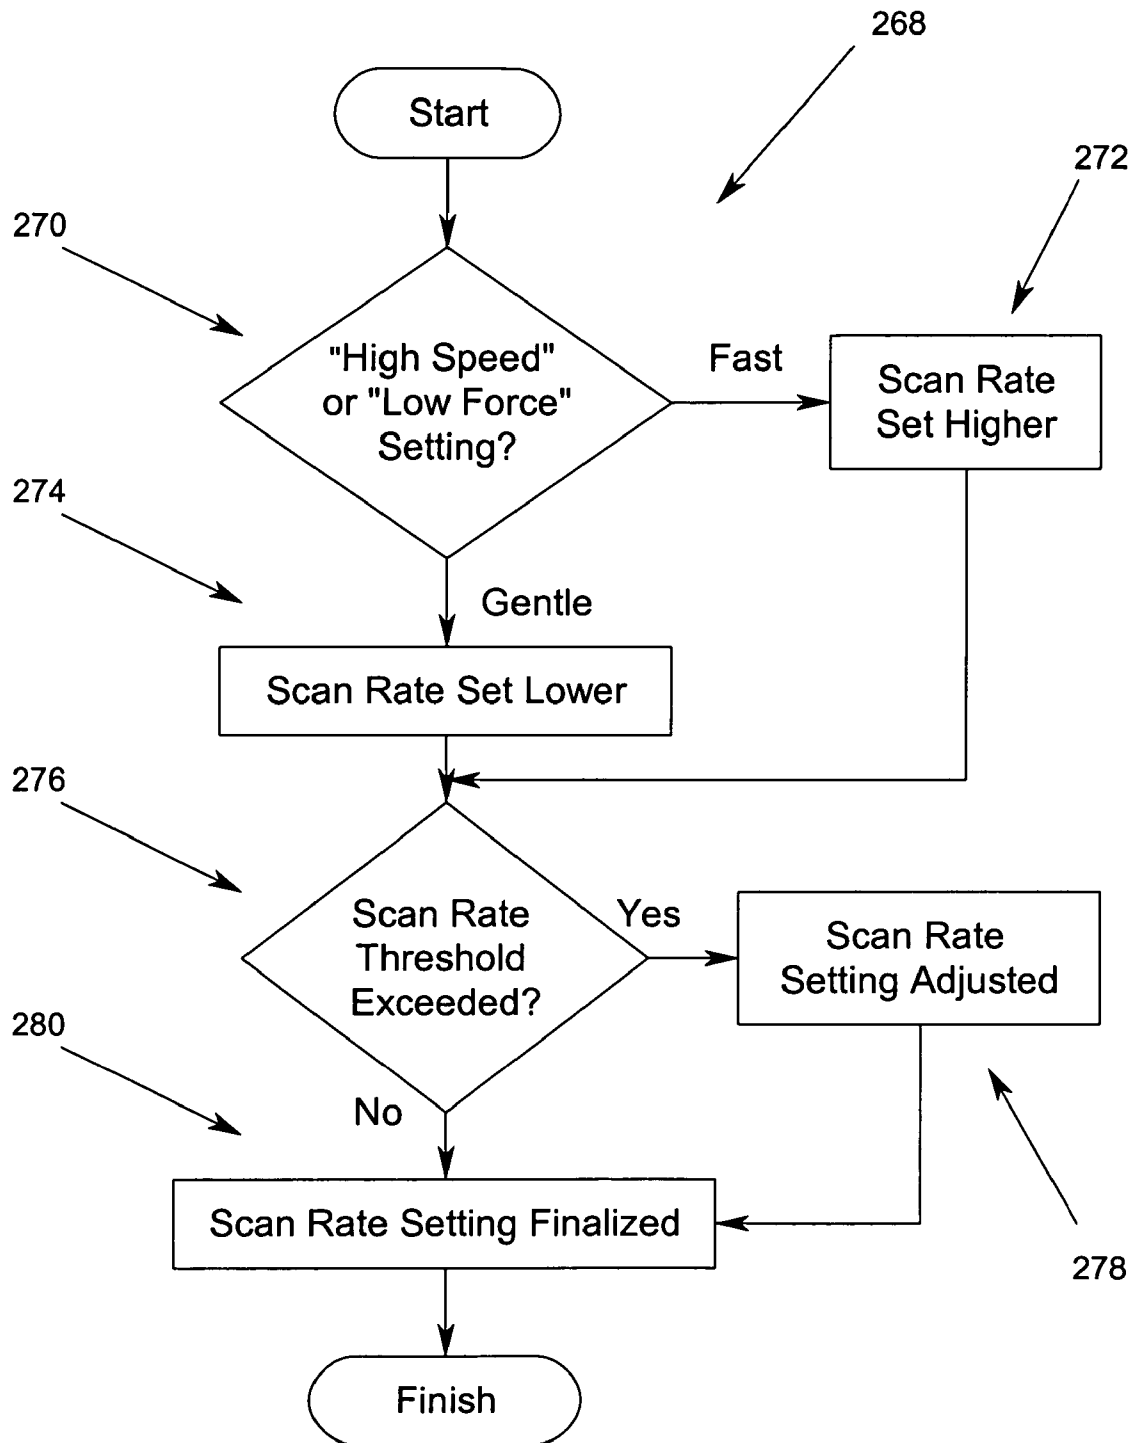 268
Start
272
270
"High Speed"
or "Low Force"
Setting?
Fast
Scan Rate
Set Higher
274
Gentle
Scan Rate Set Lower
276
Scan Rate
Threshold
Exceeded?
Yes
Scan Rate
Setting Adjusted
280
No
Scan Rate Setting Finalized
278
Finish